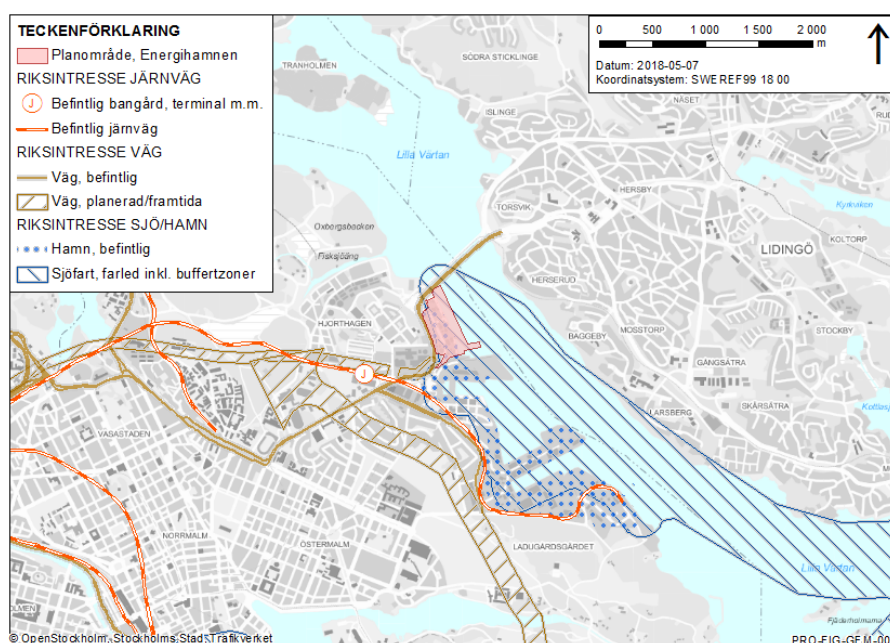 TECKENFÖRKLARING
Planområde, Energihamnen
RIKSINTRESSE JÄRNVÄG
J Befintlig bangård, terminal m.m.
Befintlig järnväg
RIKSINTRESSE VÄG
Väg, befintlig
Väg, planerad/framtida
RIKSINTRESSE SJÖ/HAMN
Hamn, befintlig
Sjöfart, farled inkl. buffertzoner
0 500 1 000 1 500 2 000
m
Datum: 2018-05-07
Koordinatsystem: SWEREF99 18 00
TRANHOLMEN
SÖDRA STICKLINGE
NÄSET
ISLINGE
Lilla Värtan
HERSBY
Kyrkviken
TORSVIK
KOLTORP
Oxbergsbacken
LIDINGÖ
Fisksjöäng
HERSERUD
HJORTHAGEN
BAGGEBY
MOSSTORP
STOCKBY
GÅNGSÄTRA
J
LARSBERG
SKÄRSÄTRA
VASASTADEN
NORRMALM
ÖSTERMALM
LADUGÅRDSGÄRDET
Lilla Värtan
Fjäderholmarna
© OpenStockholm, Stockholms Stad, Trafikverket
PRO-FIG-GEM-00